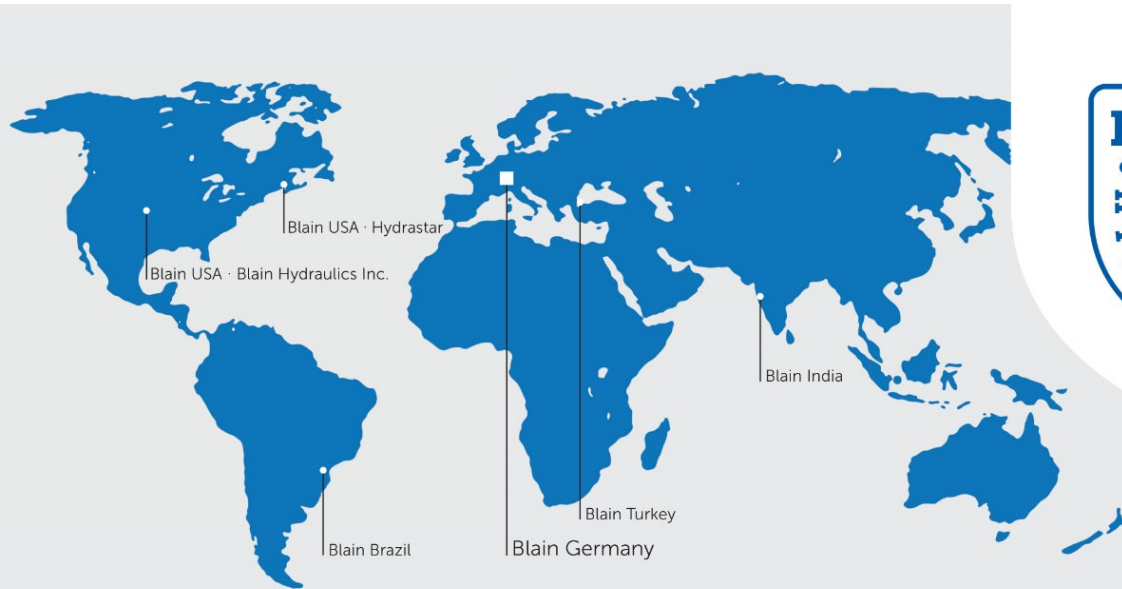 Blain USA · Hydrastar
Blain USA · Blain Hydraulics Inc.
Blain India
Blain Turkey
Blain Brazil
Blain Germany